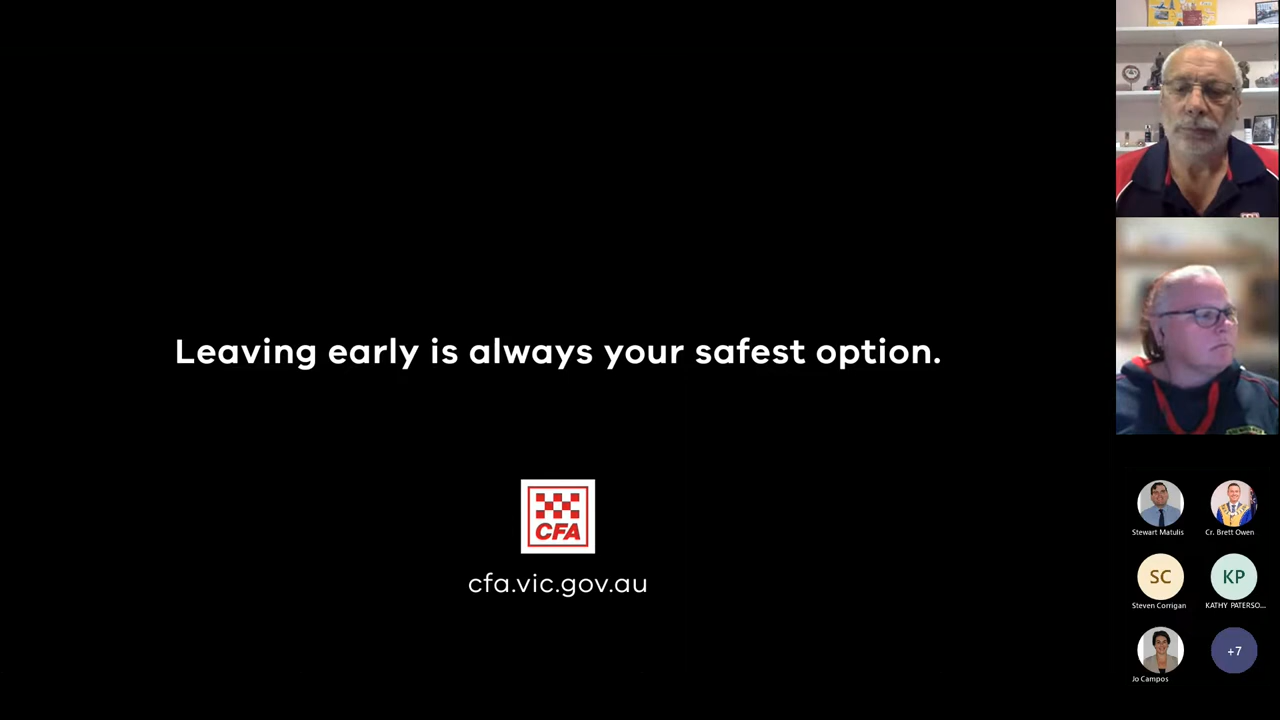 Leaving early is always your safest option.
CFA
cfa.vic.gov.au
Stewart Matulis
Cr. Brett Owen
SC
KP
Steven Corrigan
KATHY PATERSO...
+7
Jo Campos